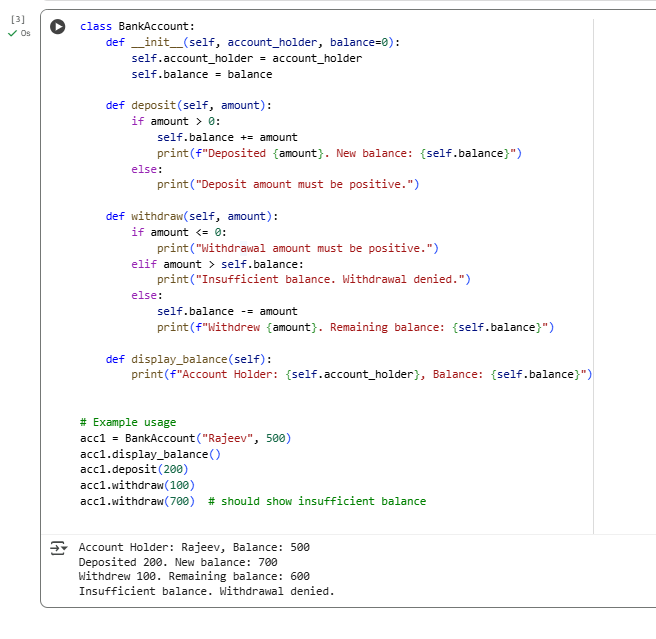 [3]
0s
class BankAccount:
    def __init__(self, account_holder, balance=0):
        self.account_holder = account_holder
        self.balance = balance

    def deposit(self, amount):
        if amount > 0:
            self.balance += amount
            print(f"Deposited {amount}. New balance: {self.balance}")
        else:
            print("Deposit amount must be positive.")

    def withdraw(self, amount):
        if amount <= 0:
            print("Withdrawal amount must be positive.")
        elif amount > self.balance:
            print("Insufficient balance. Withdrawal denied.")
        else:
            self.balance -= amount
            print(f"Withdrew {amount}. Remaining balance: {self.balance}")

    def display_balance(self):
        print(f"Account Holder: {self.account_holder}, Balance: {self.balance}")


# Example usage
acc1 = BankAccount("Rajeev", 500)
acc1.display_balance()
acc1.deposit(200)
acc1.withdraw(100)
acc1.withdraw(700)  # should show insufficient balance

Account Holder: Rajeev, Balance: 500
Deposited 200. New balance: 700
Withdrew 100. Remaining balance: 600
Insufficient balance. Withdrawal denied.